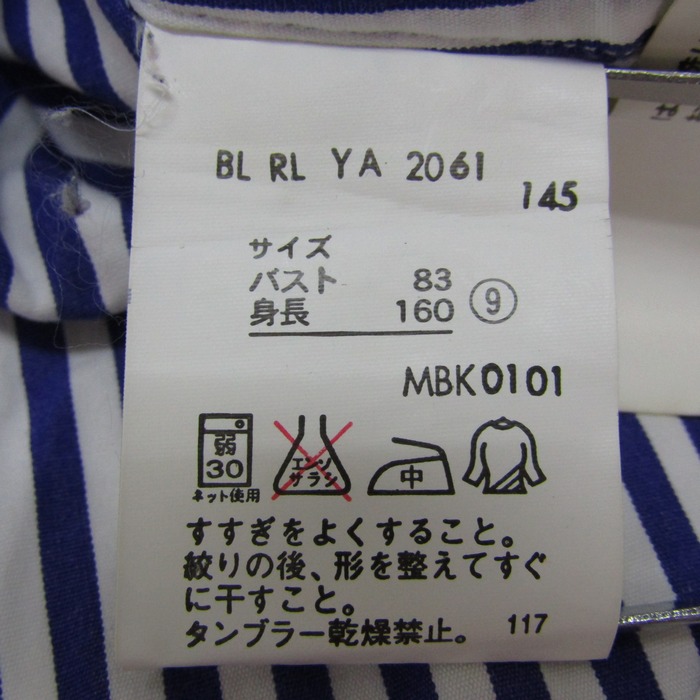 BL RL YA 2061
145
サイズ
バスト 83
身長 160 ⑨
MBK0101
弱
30
ネット使用
エンソ
サラシ
中
すすぎをよくすること。
絞りの後、形を整えてすぐ
に干すこと。
タンブラー乾燥禁止。 117